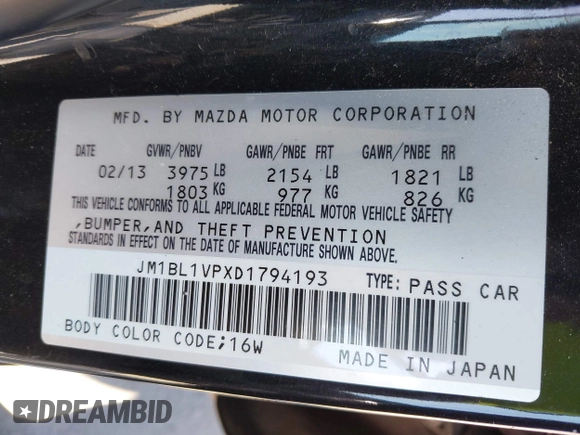 MFD. BY MAZDA MOTOR CORPORATION
DATE GVWR/PNBV GAWR/PNBE FRT GAWR/PNBE RR
02/13 3975 LB 2154 LB 1821 LB
1803 KG 977 KG 826 KG
THIS VEHICLE CONFORMS TO ALL APPLICABLE FEDERAL MOTOR VEHICLE SAFETY
,BUMPER,AND THEFT PREVENTION
STANDARDS IN EFFECT ON THE DATE OF MANUFACTURE SHOWN ABOVE.
JM1BL1VPXD1794193 TYPE: PASS CAR
BODY COLOR CODE;16W MADE IN JAPAN
DREAMBID